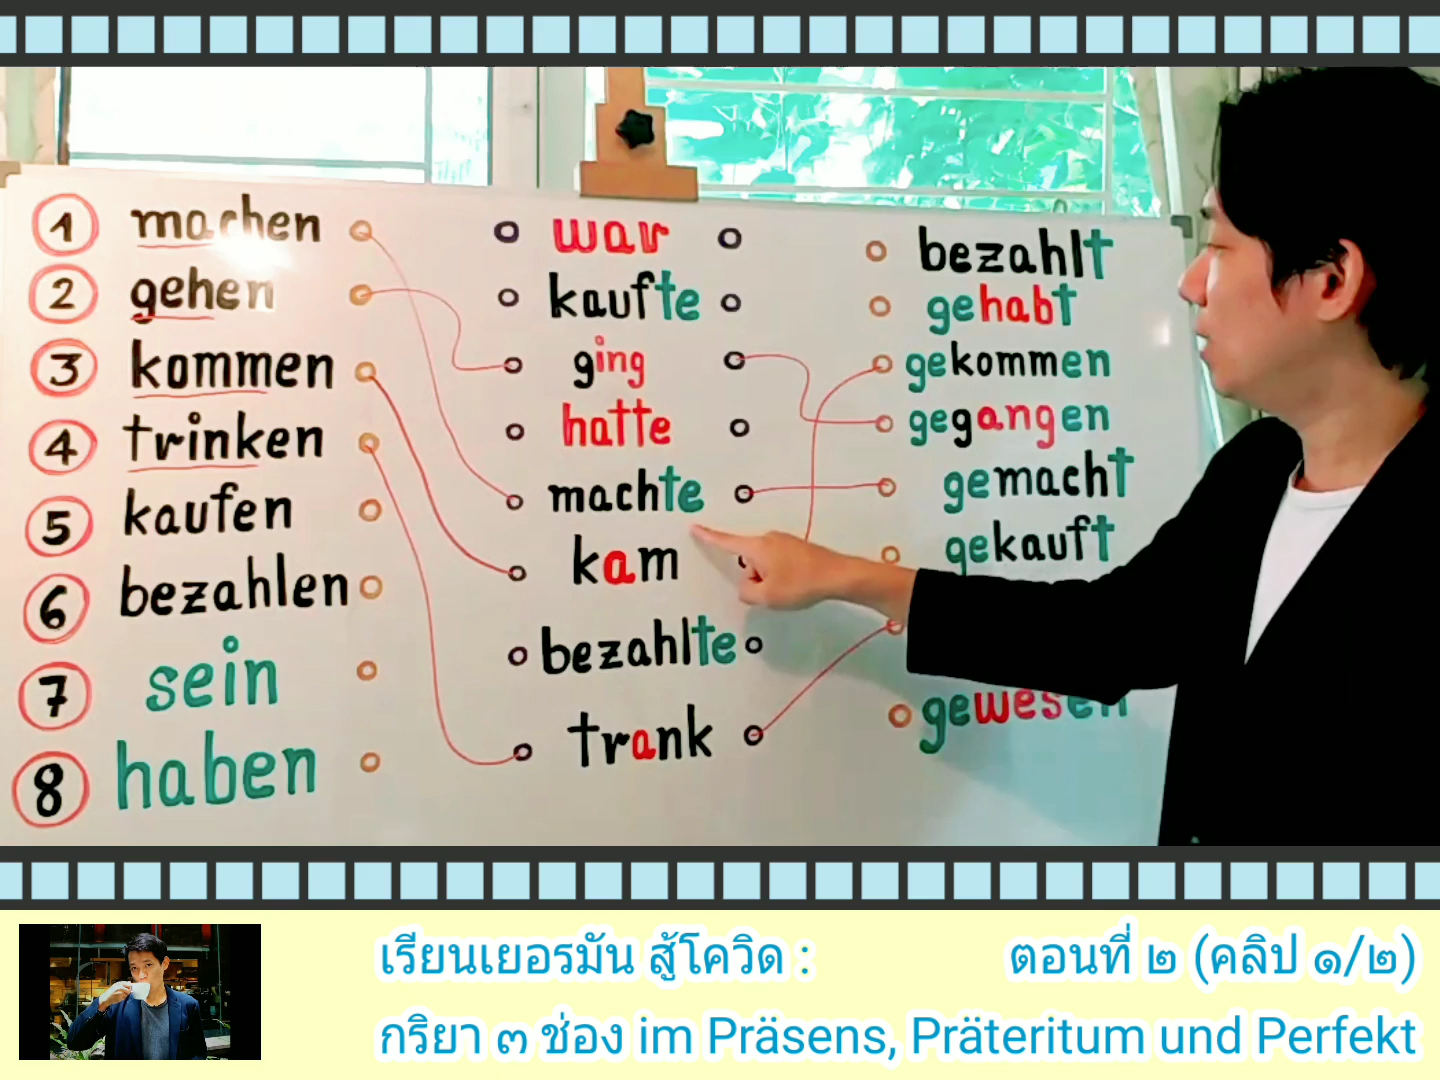 1 machen
2 gehen
3 kommen
4 trinken
5 kaufen
6 bezahlen
7 sein
8 haben
war
kaufte
ging
hatte
machte
kam
bezahlte
trank
bezahlt
gehabt
gekommen
gegangen
gemacht
gekauft
gewesen
เรียนเยอรมัน สู้โควิด : ตอนที่ ๒ (คลิป ๑/๒)
กริยา ๓ ช่อง im Präsens, Präteritum und Perfekt